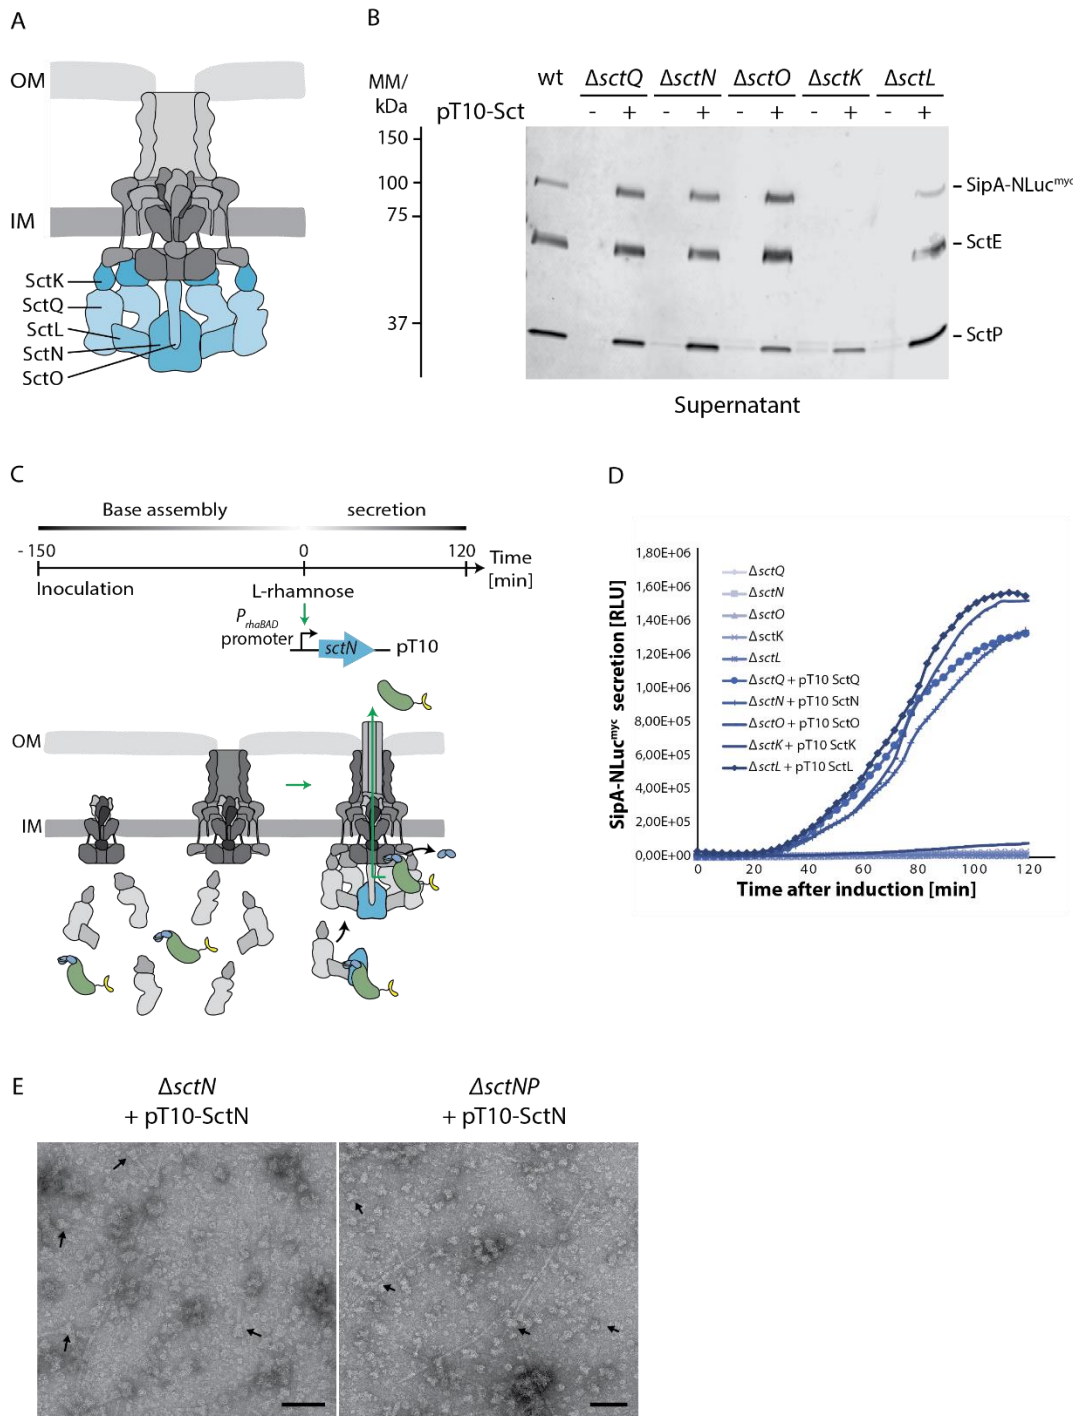 A
OM
IM
SctK
SctQ
SctL
SctN
SctO
B
MM/
kDa
wt ΔsctQ ΔsctN ΔsctO ΔsctK ΔsctL
pT10-Sct - + - + - + - + - +
150
100
75
37
SipA-NLucmyc
SctE
SctP
Supernatant
C
Base assembly secretion
- 150 0 120 Time
[min]
Inoculation L-rhamnose
PrhaBAD
promoter
sctN pT10
OM
IM
D
SipA-NLucmyc secretion [RLU]
1,80E+06
1,60E+06
1,40E+06
1,20E+06
1,00E+06
8,00E+05
6,00E+05
4,00E+05
2,00E+05
0,00E+00
ΔsctQ
ΔsctN
ΔsctO
ΔsctK
ΔsctL
ΔsctQ + pT10 SctQ
ΔsctN + pT10 SctN
ΔsctO + pT10 SctO
ΔsctK + pT10 SctK
ΔsctL + pT10 SctL
0 20 40 60 80 100 120
Time after induction [min]
E
ΔsctN
+ pT10-SctN
ΔsctNP
+ pT10-SctN